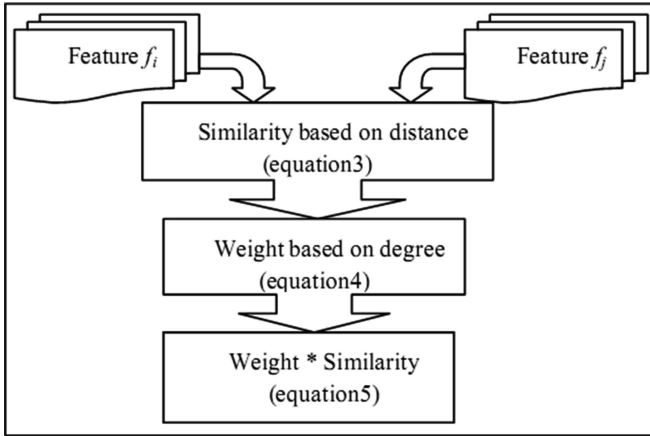 Feature fi
Feature fj
Similarity based on distance
(equation3)
Weight based on degree
(equation4)
Weight * Similarity
(equation5)